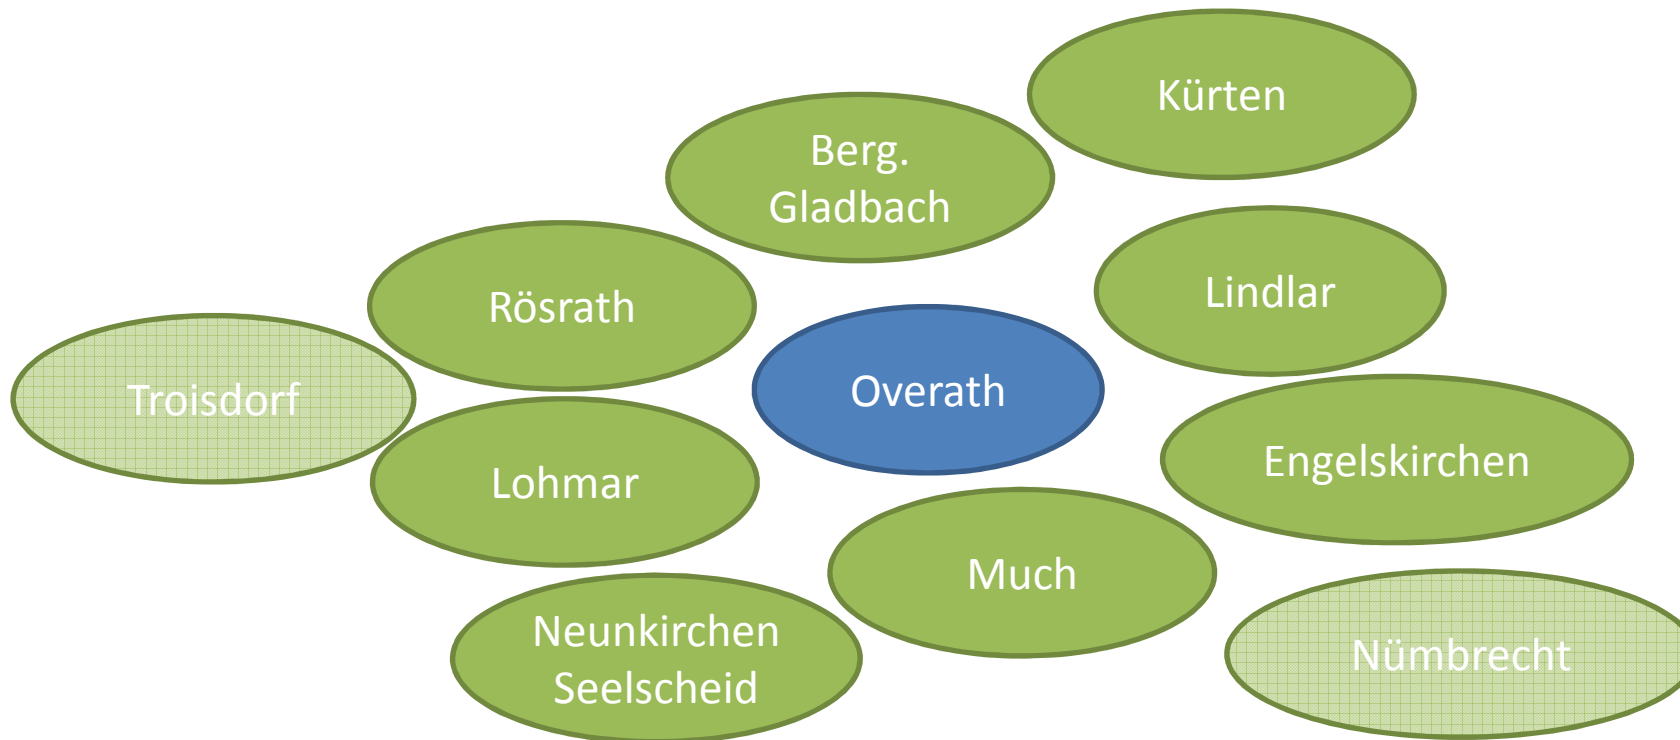 Kürten
Berg.
Gladbach
Lindlar
Rösrath
Overath
Troisdorf
Engelskirchen
Lohmar
Much
Neunkirchen
Seelscheid
Nümbrecht